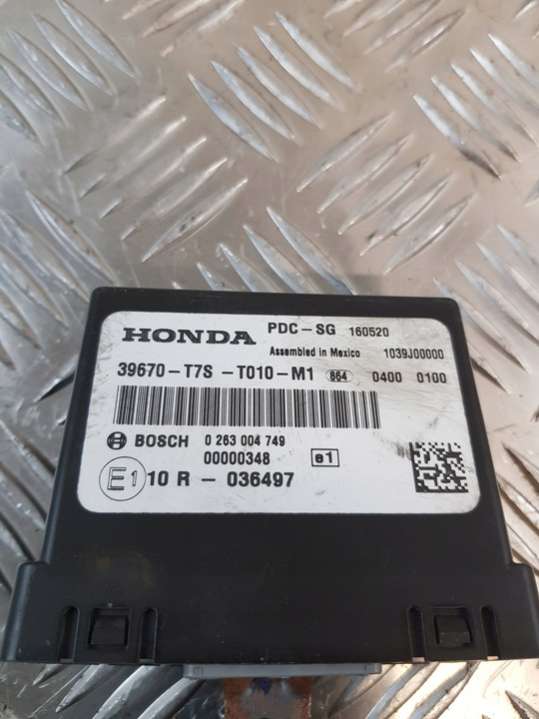 HONDA PDC-SG 160520
Assembled in Mexico 1039J00000
39670-T7S-T010-M1 864 0400 0100
BOSCH 0 263 004 749
00000348 e1
E1 10 R - 036497